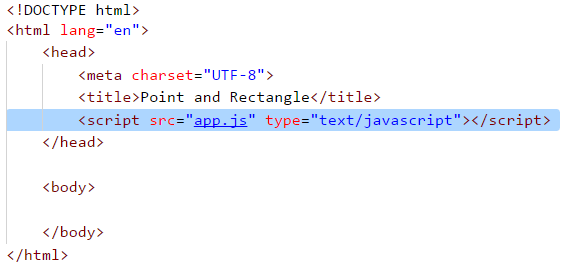 <!DOCTYPE html>
<html lang="en">
<head>
<meta charset="UTF-8">
<title>Point and Rectangle</title>
<script src="app.js" type="text/javascript"></script>
</head>
<body>
</body>
</html>